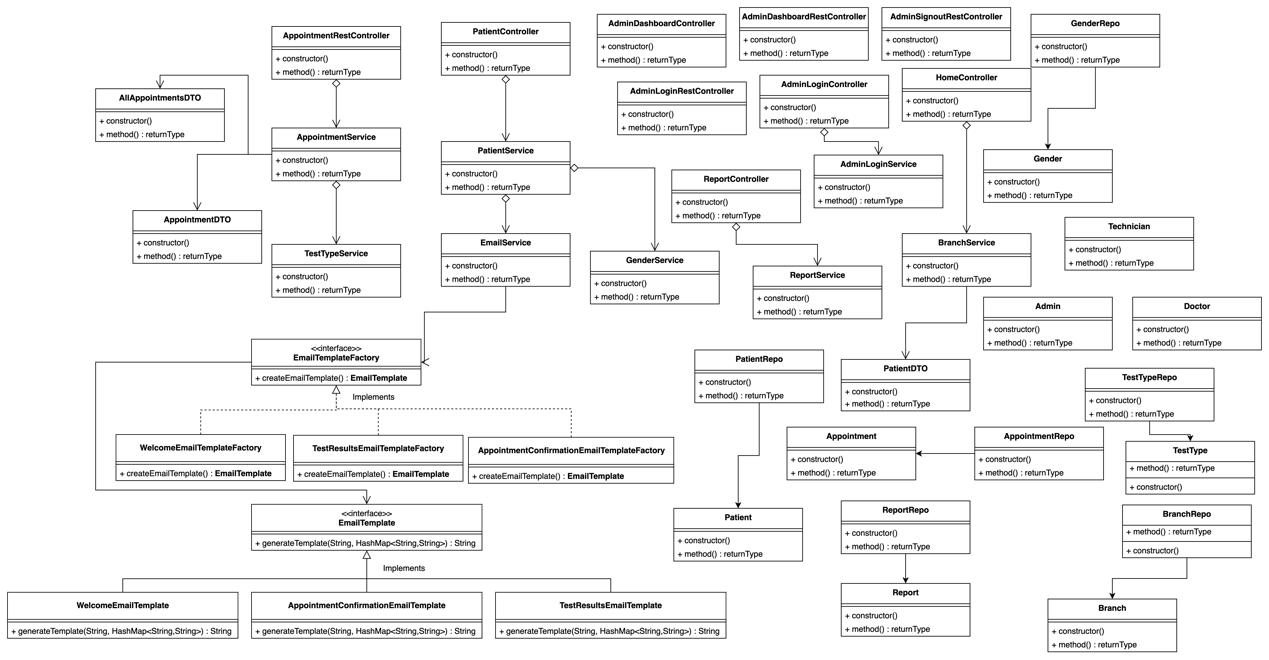 AppointmentRestController
+ constructor()
+ method() : returnType
PatientController
+ constructor()
+ method() : returnType
AdminDashboardController
+ constructor()
+ method() : returnType
AdminDashboardRestController
+ constructor()
+ method() : returnType
AdminSignoutRestController
+ constructor()
+ method() : returnType
GenderRepo
+ constructor()
+ method() : returnType
AllAppointmentsDTO
+ constructor()
+ method() : returnType
AdminLoginRestController
+ constructor()
+ method() : returnType
AdminLoginController
+ constructor()
+ method() : returnType
HomeController
+ constructor()
+ method() : returnType
AppointmentService
+ constructor()
+ method() : returnType
PatientService
+ constructor()
+ method() : returnType
AdminLoginService
+ constructor()
+ method() : returnType
Gender
+ constructor()
+ method() : returnType
ReportController
+ constructor()
+ method() : returnType
AppointmentDTO
+ constructor()
+ method() : returnType
TestTypeService
+ constructor()
+ method() : returnType
EmailService
+ constructor()
+ method() : returnType
GenderService
+ constructor()
+ method() : returnType
ReportService
+ constructor()
+ method() : returnType
BranchService
+ constructor()
+ method() : returnType
Technician
+ constructor()
+ method() : returnType
Admin
+ constructor()
+ method() : returnType
Doctor
+ constructor()
+ method() : returnType
<<interface>>
EmailTemplateFactory
+ createEmailTemplate() : EmailTemplate
Implements
PatientRepo
+ constructor()
+ method() : returnType
PatientDTO
+ constructor()
+ method() : returnType
TestTypeRepo
+ constructor()
+ method() : returnType
WelcomeEmailTemplateFactory
+ createEmailTemplate() : EmailTemplate
TestResultsEmailTemplateFactory
+ createEmailTemplate() : EmailTemplate
AppointmentConfirmationEmailTemplateFactory
+ createEmailTemplate() : EmailTemplate
Appointment
+ constructor()
+ method() : returnType
AppointmentRepo
+ constructor()
+ method() : returnType
TestType
+ method() : returnType
+ constructor()
<<interface>>
EmailTemplate
+ generateTemplate(String, HashMap<String,String>) : String
Implements
Patient
+ constructor()
+ method() : returnType
ReportRepo
+ constructor()
+ method() : returnType
BranchRepo
+ method() : returnType
+ constructor()
WelcomeEmailTemplate
+ generateTemplate(String, HashMap<String,String>) : String
AppointmentConfirmationEmailTemplate
+ generateTemplate(String, HashMap<String,String>) : String
TestResultsEmailTemplate
+ generateTemplate(String, HashMap<String,String>) : String
Report
+ constructor()
+ method() : returnType
Branch
+ constructor()
+ method() : returnType